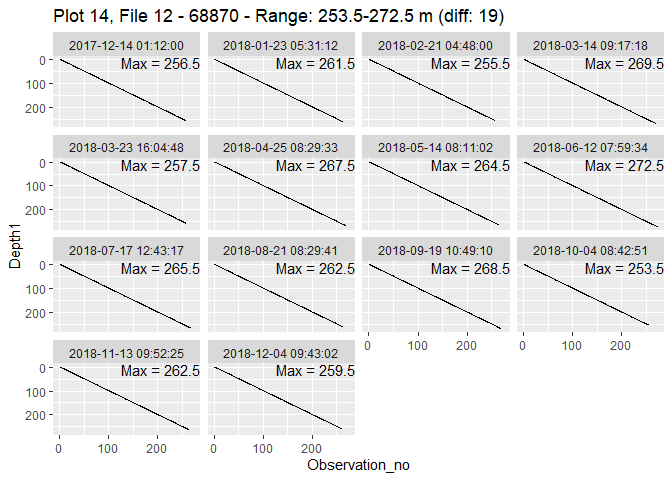 Plot 14, File 12 - 68870 - Range: 253.5-272.5 m (diff: 19)
2017-12-14 01:12:00
2018-01-23 05:31:12
2018-02-21 04:48:00
2018-03-14 09:17:18
0
100
200
Max = 256.5
Max = 261.5
Max = 255.5
Max = 269.5
2018-03-23 16:04:48
2018-04-25 08:29:33
2018-05-14 08:11:02
2018-06-12 07:59:34
0
100
200
Max = 257.5
Max = 267.5
Max = 264.5
Max = 272.5
Depth1
2018-07-17 12:43:17
2018-08-21 08:29:41
2018-09-19 10:49:10
2018-10-04 08:42:51
0
100
200
Max = 265.5
Max = 262.5
Max = 268.5
Max = 253.5
0 100 200
0 100 200
2018-11-13 09:52:25
2018-12-04 09:43:02
0
100
200
Max = 262.5
Max = 259.5
0 100 200
0 100 200
Observation_no